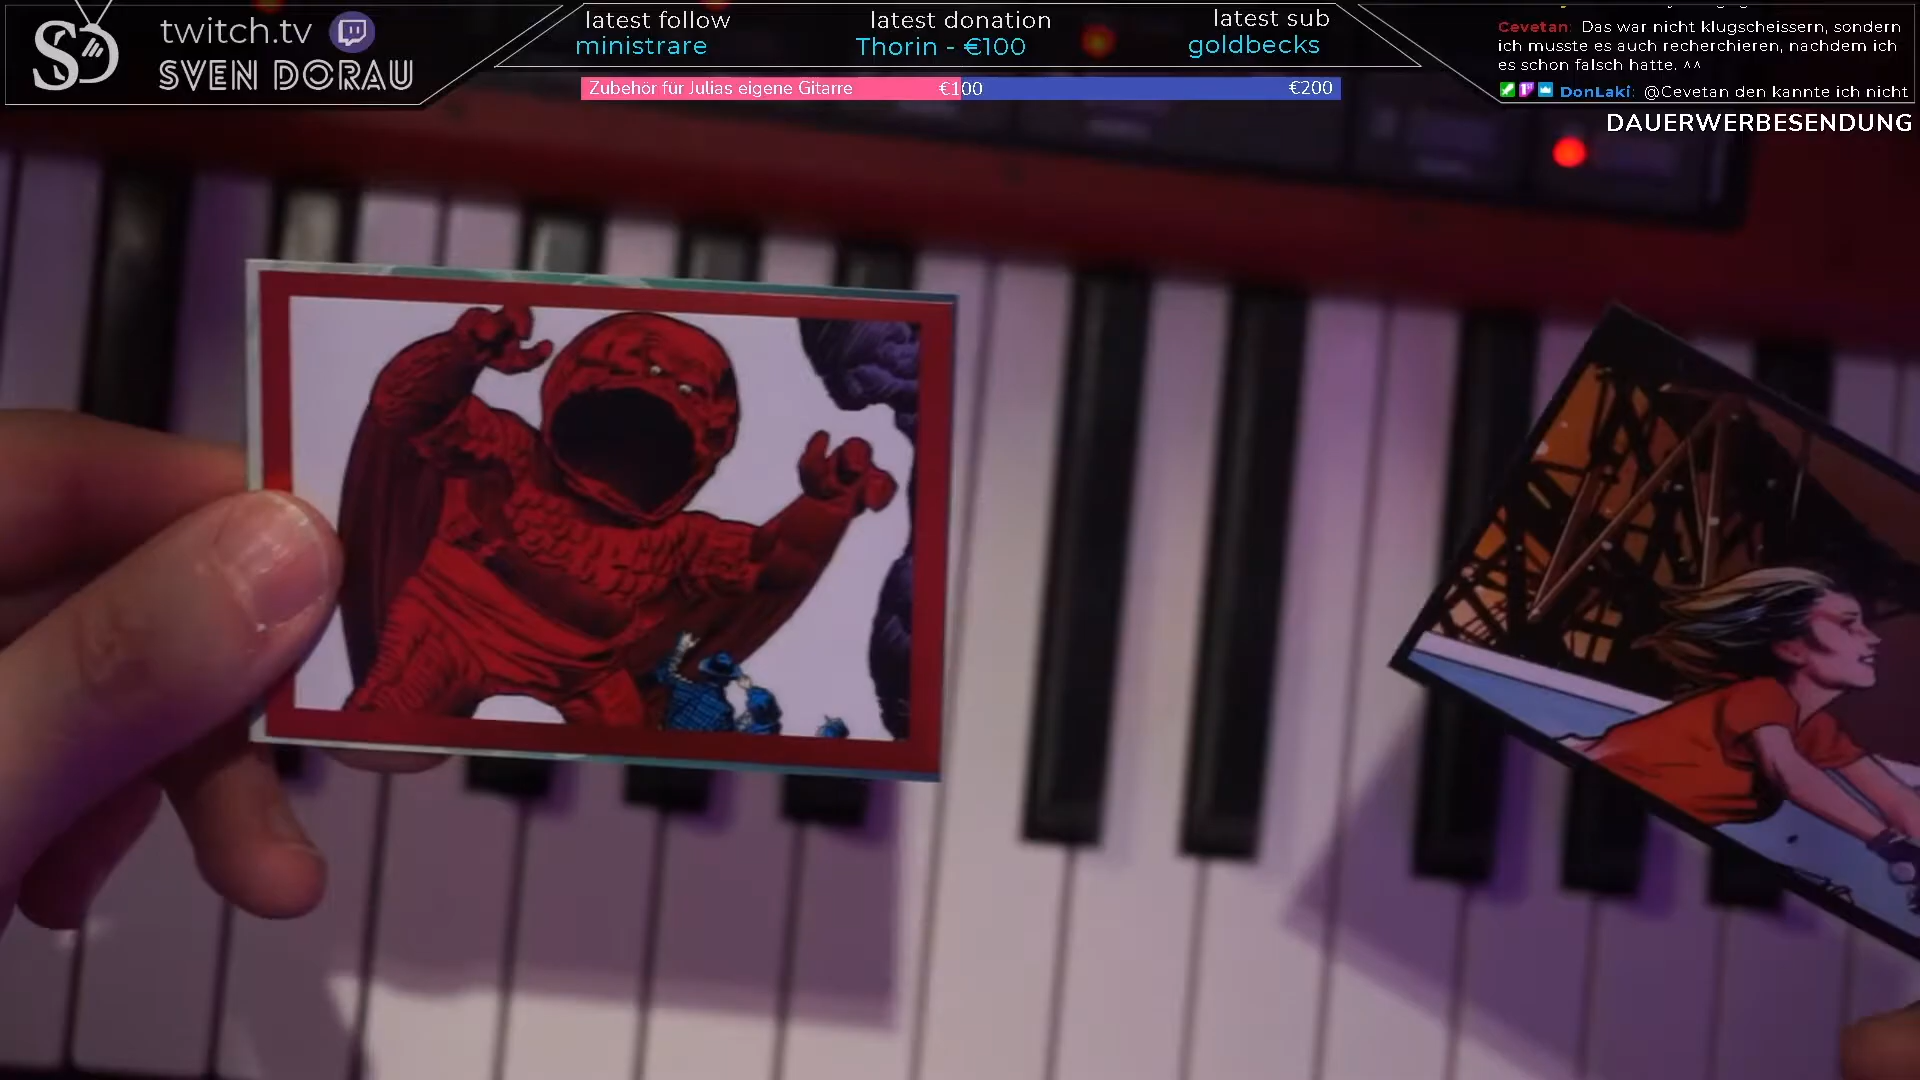 twitch.tv
SVEN DORAU
latest follow
ministrare
latest donation
Thorin - €100
latest sub
goldbecks
Zubehör für Julias eigene Gitarre €100 €200
Cevetan: Das war nicht klugscheissern, sondern
ich musste es auch recherchieren, nachdem ich
es schon falsch hatte. ^^
DonLaki: @Cevetan den kannte ich nicht
DAUERWERBESENDUNG